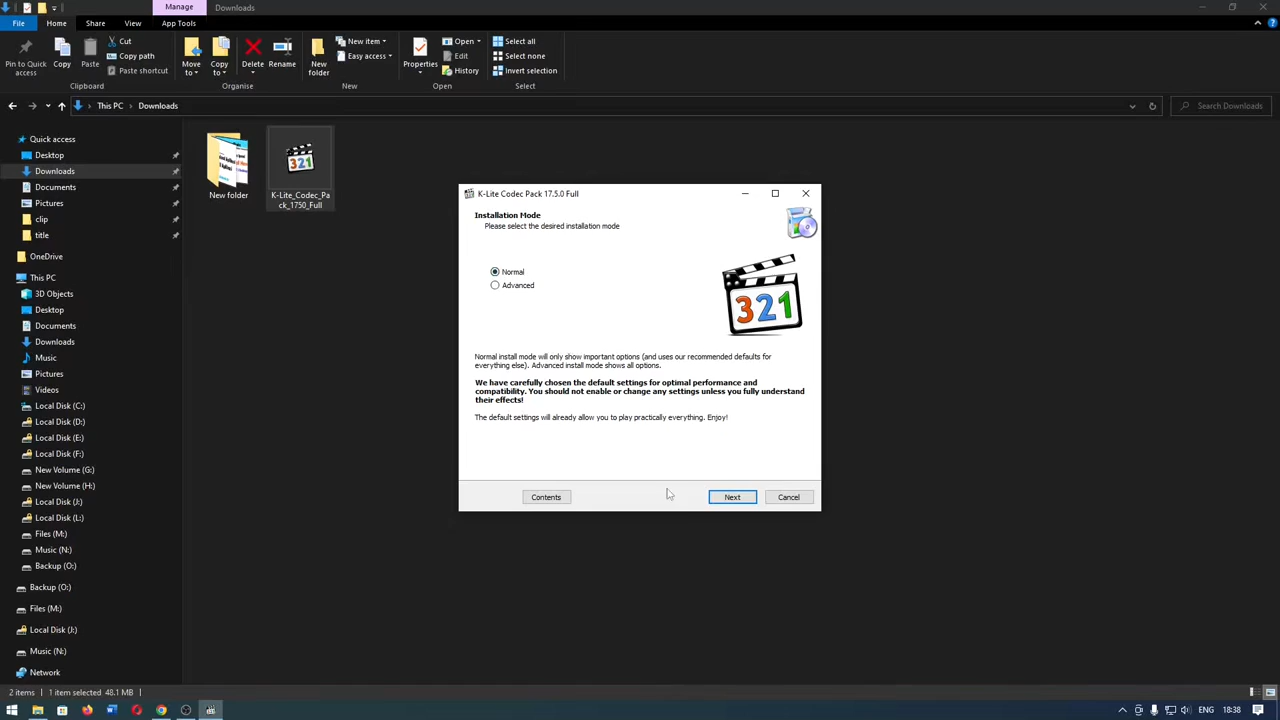 Manage
Downloads
File
Home
Share
View
App Tools
Pin to Quick
access
Copy
Paste
Cut
Copy path
Paste shortcut
Clipboard
Move
to
Copy
to
Delete
Rename
Organise
New
folder
New item
Easy access
New
Properties
Open
Edit
History
Open
Select all
Select none
Invert selection
Select
This PC
Downloads
Search Downloads
Quick access
Desktop
Downloads
Documents
Pictures
clip
title
OneDrive
This PC
3D Objects
Desktop
Documents
Downloads
Music
Pictures
Videos
Local Disk (C:)
Local Disk (D:)
Local Disk (E:)
Local Disk (F:)
New Volume (G:)
New Volume (H:)
Local Disk (J:)
Local Disk (L:)
Files (M:)
Music (N:)
Backup (O:)
Backup (O:)
Files (M:)
Local Disk (J:)
Music (N:)
Network
New folder
321
K-Lite_Codec_Pa
ck_1750_Full
K-Lite Codec Pack 17.5.0 Full
Installation Mode
Please select the desired installation mode
Normal
Advanced
321
Normal install mode will only show important options (and uses our recommended defaults for
everything else). Advanced install mode shows all options.
We have carefully chosen the default settings for optimal performance and
compatibility. You should not enable or change any settings unless you fully understand
their effects!
The default settings will already allow you to play practically everything. Enjoy!
Contents
Next
Cancel
2 items
1 item selected 48.1 MB
ENG
18:38